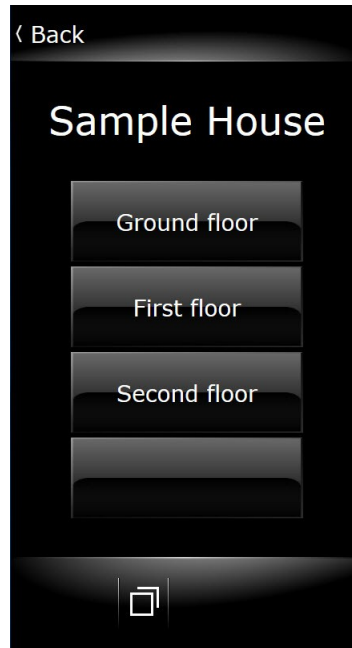 Back
Sample House
Ground floor
First floor
Second floor